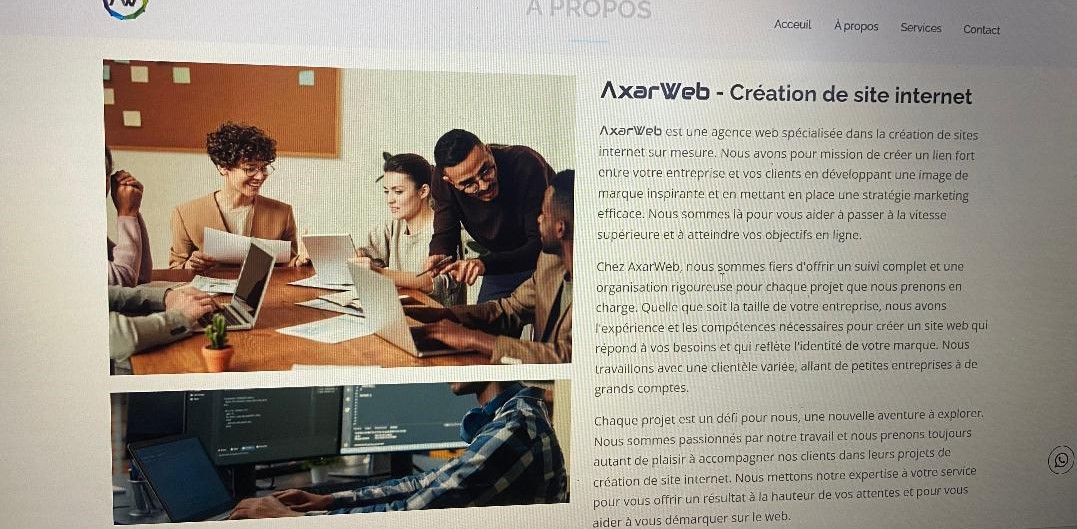 À PROPOS
Acceuil À propos Services Contact
AxarWeb - Création de site internet
AxarWeb est une agence web spécialisée dans la création de sites
internet sur mesure. Nous avons pour mission de créer un lien fort
entre votre entreprise et vos clients en développant une image de
marque inspirante et en mettant en place une stratégie marketing
efficace. Nous sommes là pour vous aider à passer à la vitesse
supérieure et à atteindre vos objectifs en ligne.
Chez AxarWeb, nous sommes fiers d'offrir un suivi complet et une
organisation rigoureuse pour chaque projet que nous prenons en
charge. Quelle que soit la taille de votre entreprise, nous avons
l'expérience et les compétences nécessaires pour créer un site web qui
répond à vos besoins et qui reflète l'identité de votre marque. Nous
travaillons avec une clientèle variée, allant de petites entreprises à de
grands comptes.
Chaque projet est un défi pour nous, une nouvelle aventure à explorer.
Nous sommes passionnés par notre travail et nous prenons toujours
autant de plaisir à accompagner nos clients dans leurs projets de
création de site internet. Nous mettons notre expertise à votre service
pour vous offrir un résultat à la hauteur de vos attentes et pour vous
aider à vous démarquer sur le web.